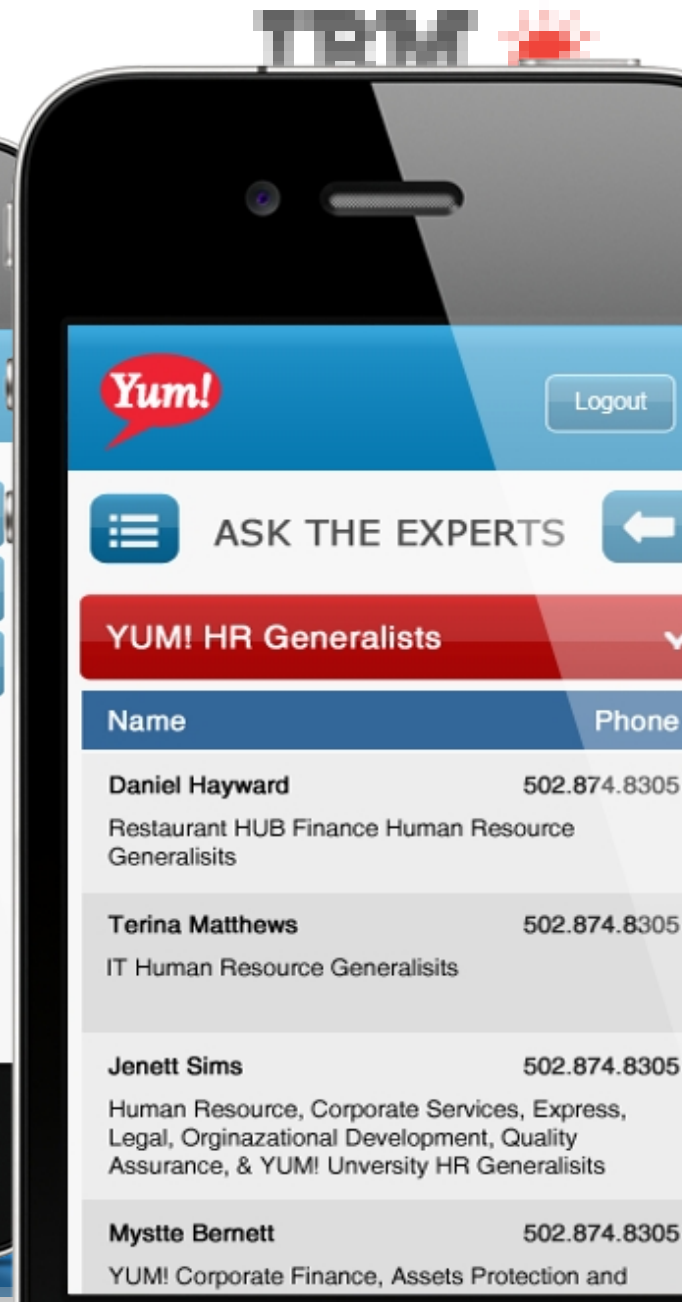 TRM
Yum!
Logout
ASK THE EXPERTS
YUM! HR Generalists
Name Phone
Daniel Hayward 502.874.8305
Restaurant HUB Finance Human Resource
Generalisits
Terina Matthews 502.874.8305
IT Human Resource Generalisits
Jenett Sims 502.874.8305
Human Resource, Corporate Services, Express,
Legal, Orginazational Development, Quality
Assurance, & YUM! Unversity HR Generalisits
Mystte Bernett 502.874.8305
YUM! Corporate Finance, Assets Protection and